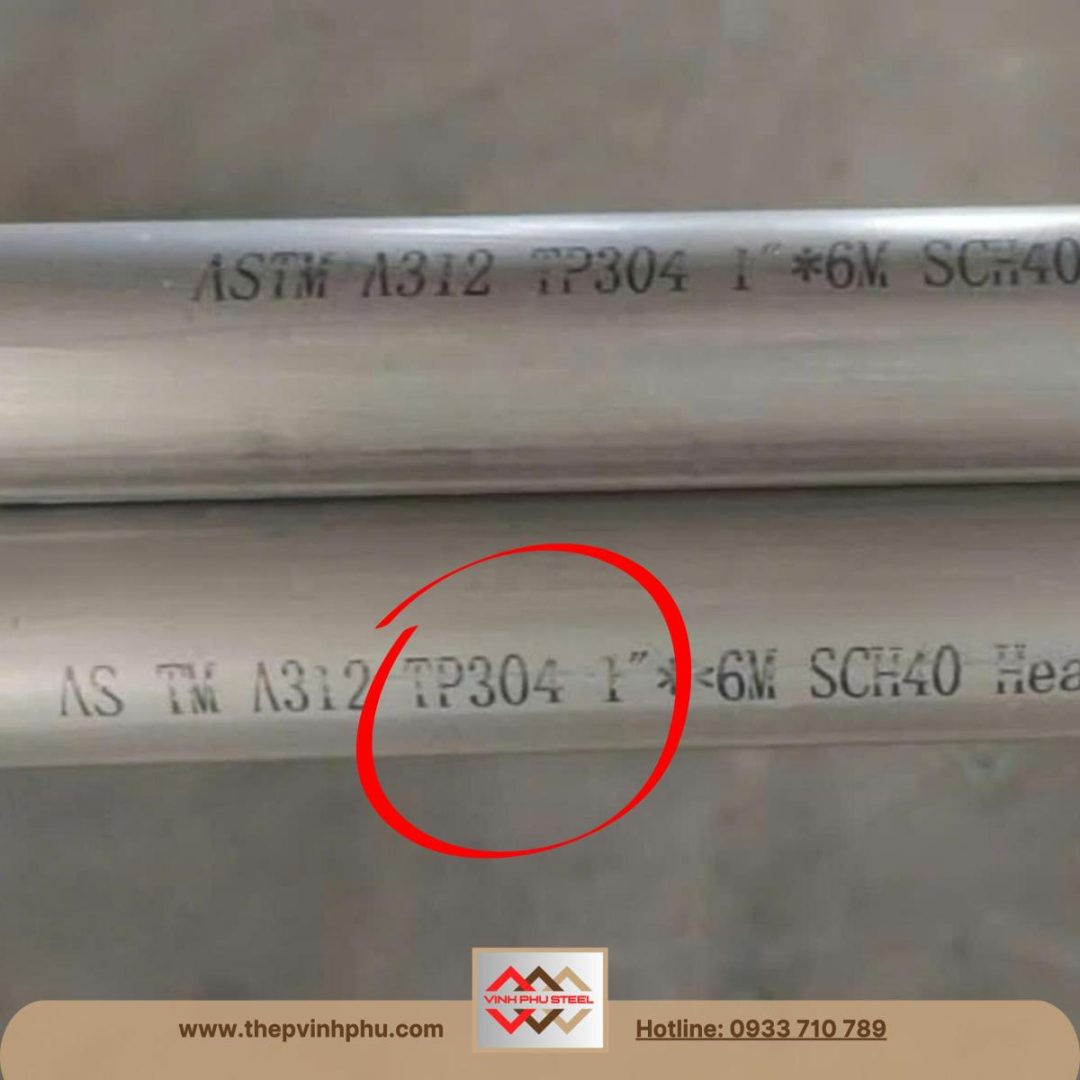 ASTM A312 TP304 1"*6M SCH40
AS TM A312 TP304 1"**6M SCH40 Hea
VINH PHU STEEL
www.thepvinhphu.com
Hotline: 0933 710 789